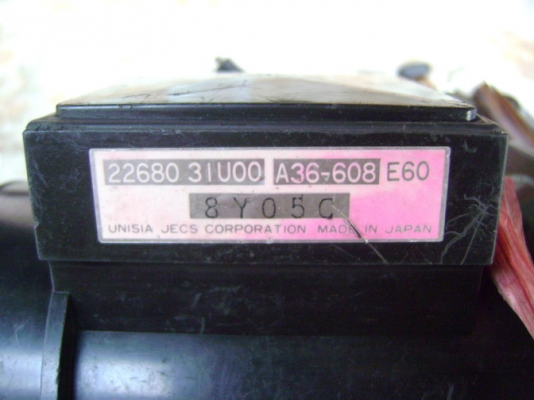 22680 31U00 A36-608 E60
8Y05C
UNISIA JECS CORPORATION MADE IN JAPAN